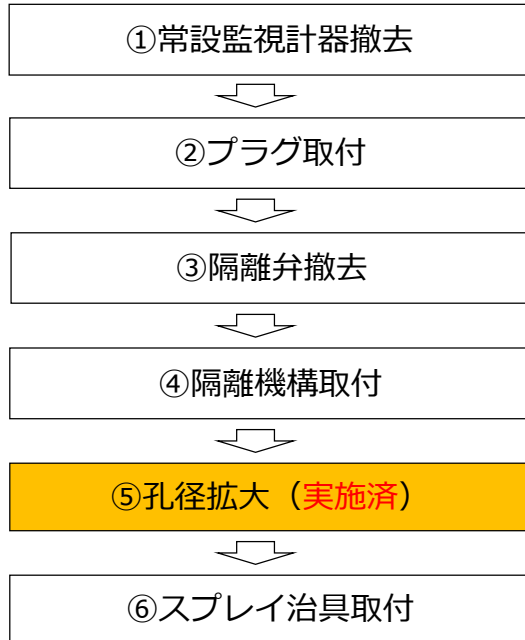 ①常設監視計器撤去
②プラグ取付
③隔離弁撤去
④隔離機構取付
⑤孔径拡大（実施済）
⑥スプレイ治具取付